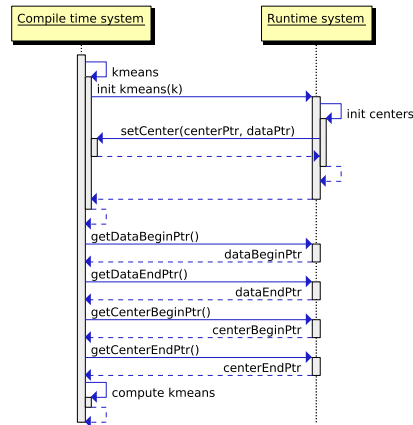 Compile time system
Runtime system
kmeans
init kmeans(k)
init centers
setCenter(centerPtr, dataPtr)
getDataBeginPtr()
dataBeginPtr
getDataEndPtr()
dataEndPtr
getCenterBeginPtr()
centerBeginPtr
getCenterEndPtr()
centerEndPtr
compute kmeans